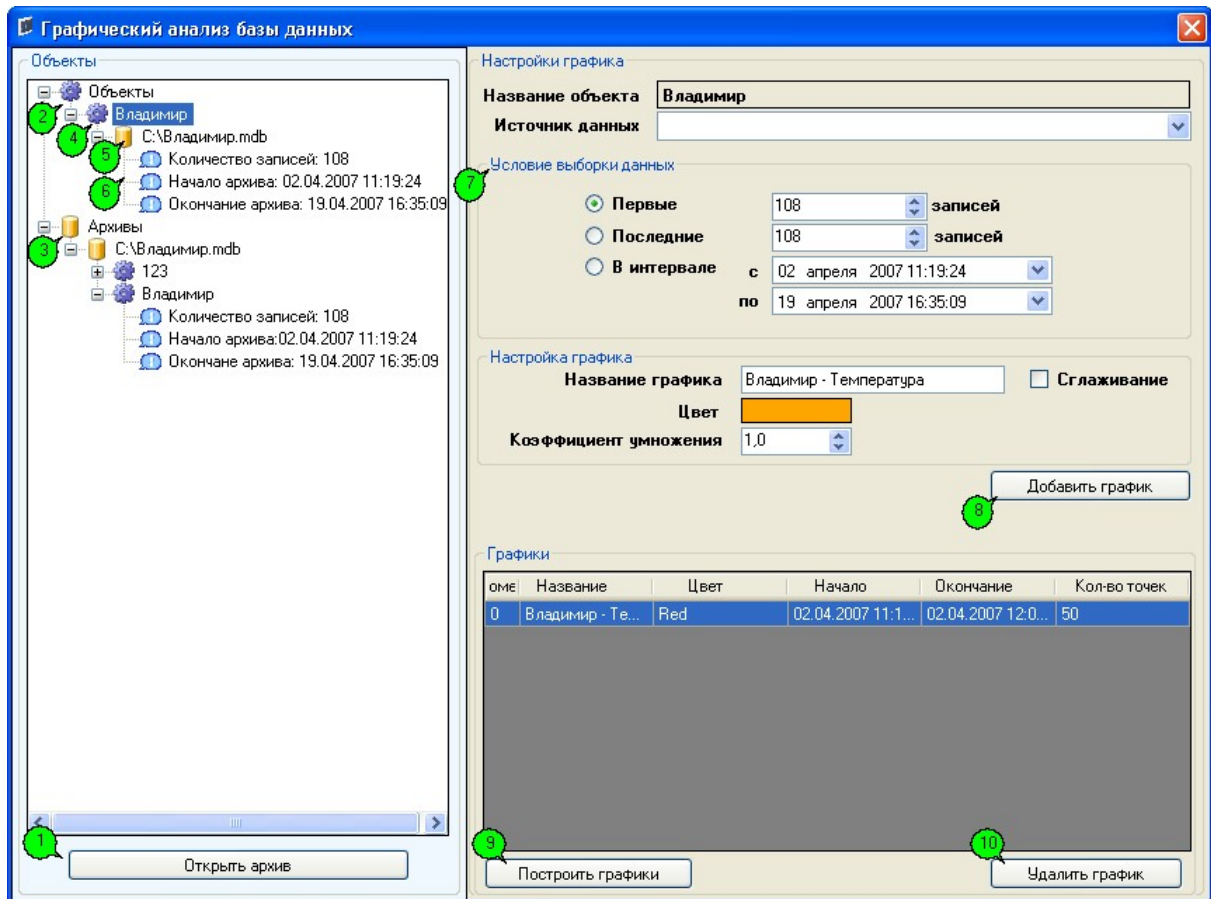 Графический анализ базы данных
Объекты
Объекты
2
Владимир
4
C:\Владимир.mdb
5
Количество записей: 108
6
Начало архива: 02.04.2007 11:19:24
Окончание архива: 19.04.2007 16:35:09
Архивы
3
C:\Владимир.mdb
123
Владимир
Количество записей: 108
Начало архива:02.04.2007 11:19:24
Окончане архива: 19.04.2007 16:35:09
1
Открыть архив
Настройки графика
Название объекта Владимир
Источник данных
7
Условие выборки данных
Первые 108 записей
Последние 108 записей
В интервале с 02 апреля 2007 11:19:24
по 19 апреля 2007 16:35:09
Настройка графика
Название графика Владимир - Температура Сглаживание
Цвет
Коэффициент умножения 1,0
Добавить график
8
Графики
оме Название Цвет Начало Окончание Кол-во точек
0 Владимир - Те... Red 02.04.2007 11:1... 02.04.2007 12:0... 50
9
Построить графики
10
Удалить график